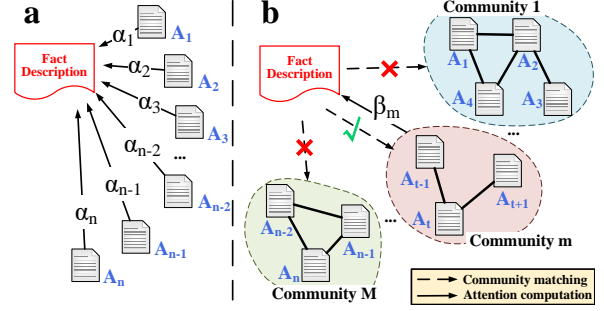 a
Fact
Description
α1
A1
α2
A2
α3
A3
...
αn-2
An-2
αn-1
An-1
αn
An
b
Community 1
Fact
Description
A1
A2
A4
A3
...
βm
At-1
At+1
At
Community m
...
An-2
An-1
An
Community M
Community matching
Attention computation